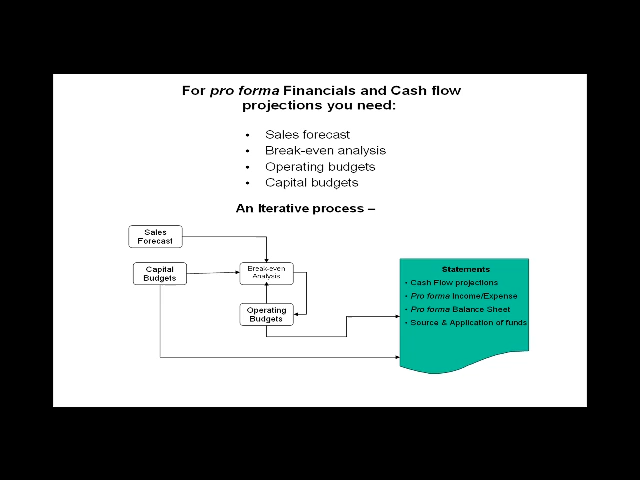 For pro forma Financials and Cash flow
projections you need:
• Sales forecast
• Break-even analysis
• Operating budgets
• Capital budgets
An Iterative process –
Sales
Forecast
Capital
Budgets
Break-even
Analysis
Operating
Budgets
Statements
• Cash Flow projections
• Pro forma Income/Expense
• Pro forma Balance Sheet
• Source & Application of funds